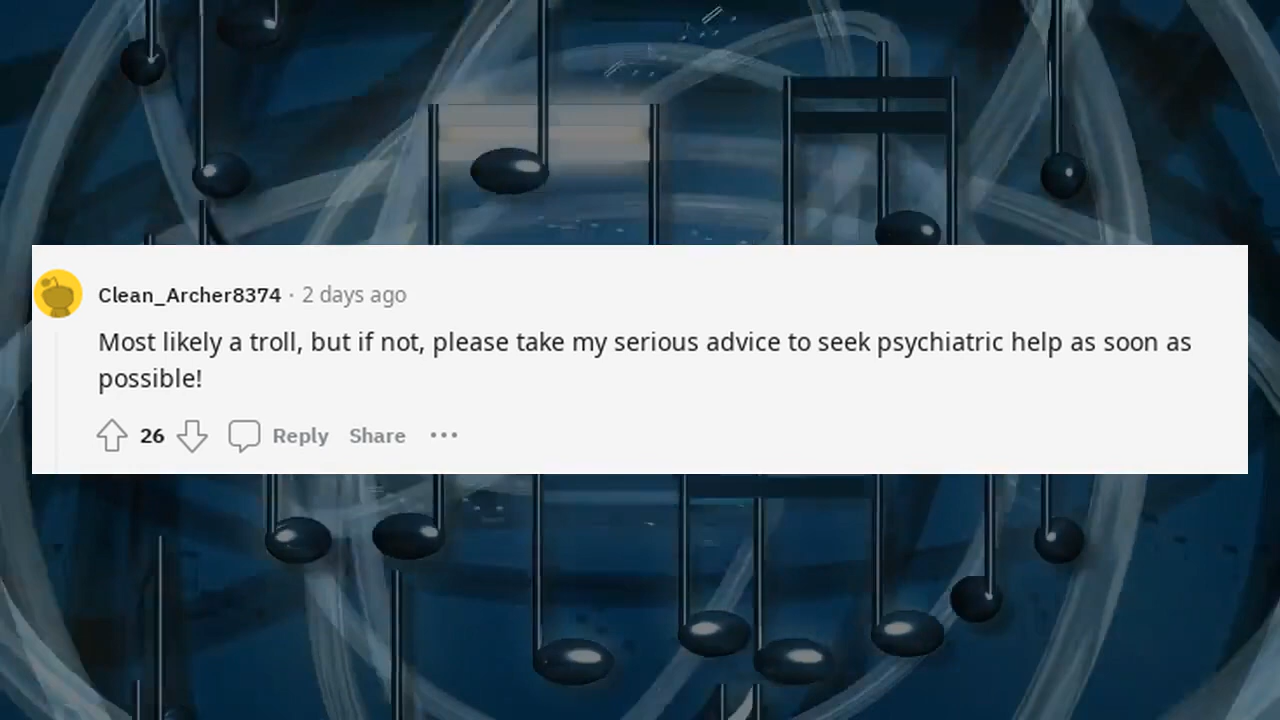 Clean_Archer8374 · 2 days ago
Most likely a troll, but if not, please take my serious advice to seek psychiatric help as soon as
possible!
26 Reply Share ···